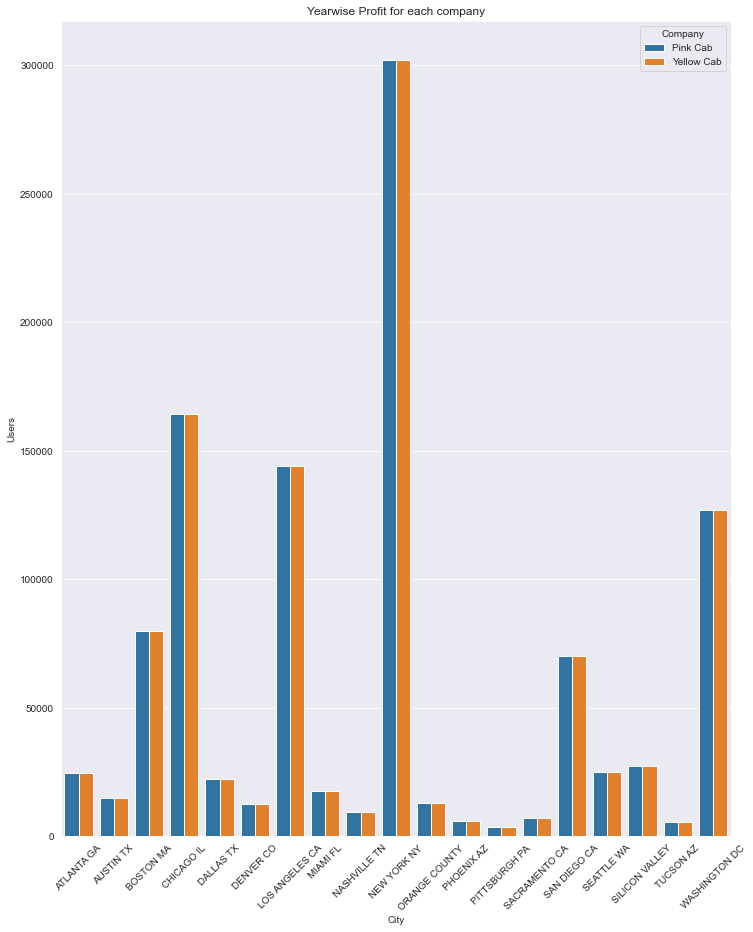 Yearwise Profit for each company
Company
Pink Cab
Yellow Cab
300000
250000
200000
150000
100000
50000
0
Users
ATLANTA GA
AUSTIN TX
BOSTON MA
CHICAGO IL
DALLAS TX
DENVER CO
LOS ANGELES CA
MIAMI FL
NASHVILLE TN
NEW YORK NY
ORANGE COUNTY
PHOENIX AZ
PITTSBURGH PA
SACRAMENTO CA
SAN DIEGO CA
SEATTLE WA
SILICON VALLEY
TUCSON AZ
WASHINGTON DC
City